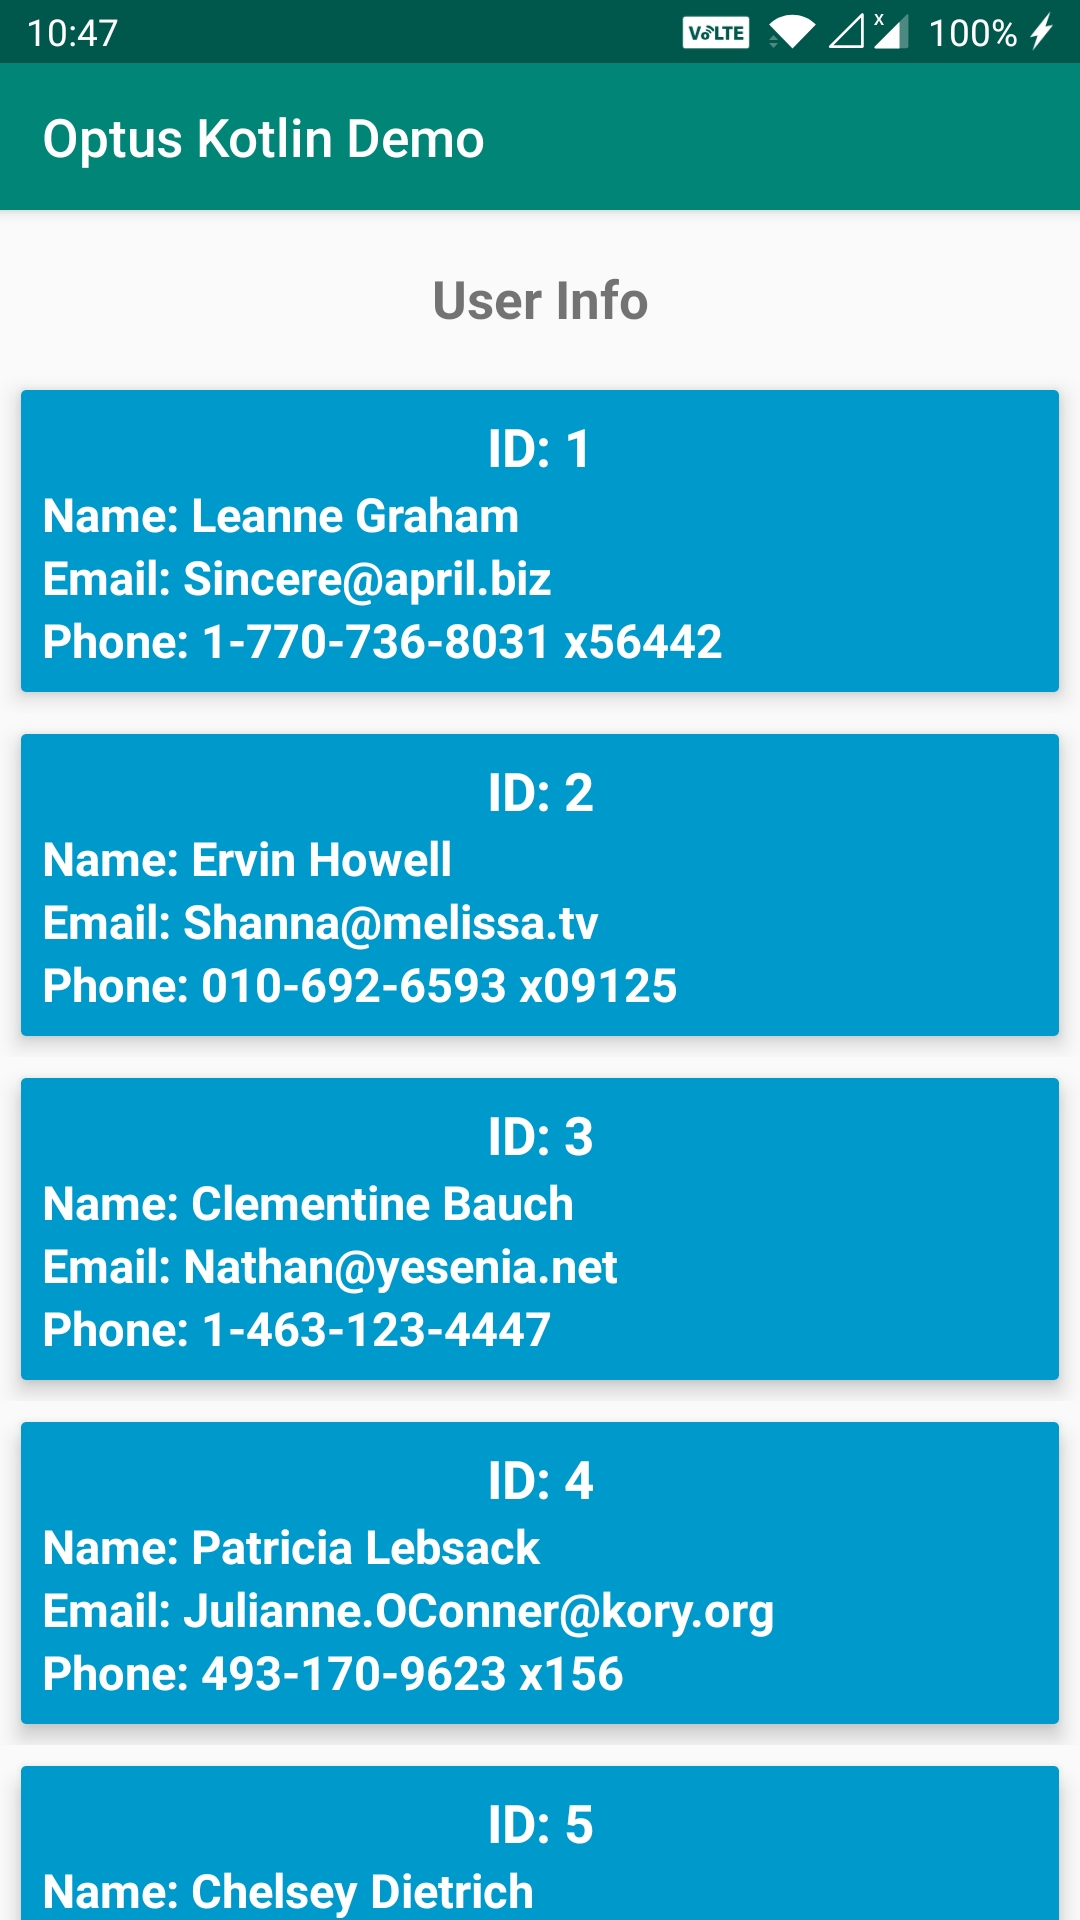 10:47 VoLTE x 100%
Optus Kotlin Demo
User Info
ID: 1
Name: Leanne Graham
Email: Sincere@april.biz
Phone: 1-770-736-8031 x56442
ID: 2
Name: Ervin Howell
Email: Shanna@melissa.tv
Phone: 010-692-6593 x09125
ID: 3
Name: Clementine Bauch
Email: Nathan@yesenia.net
Phone: 1-463-123-4447
ID: 4
Name: Patricia Lebsack
Email: Julianne.OConner@kory.org
Phone: 493-170-9623 x156
ID: 5
Name: Chelsey Dietrich